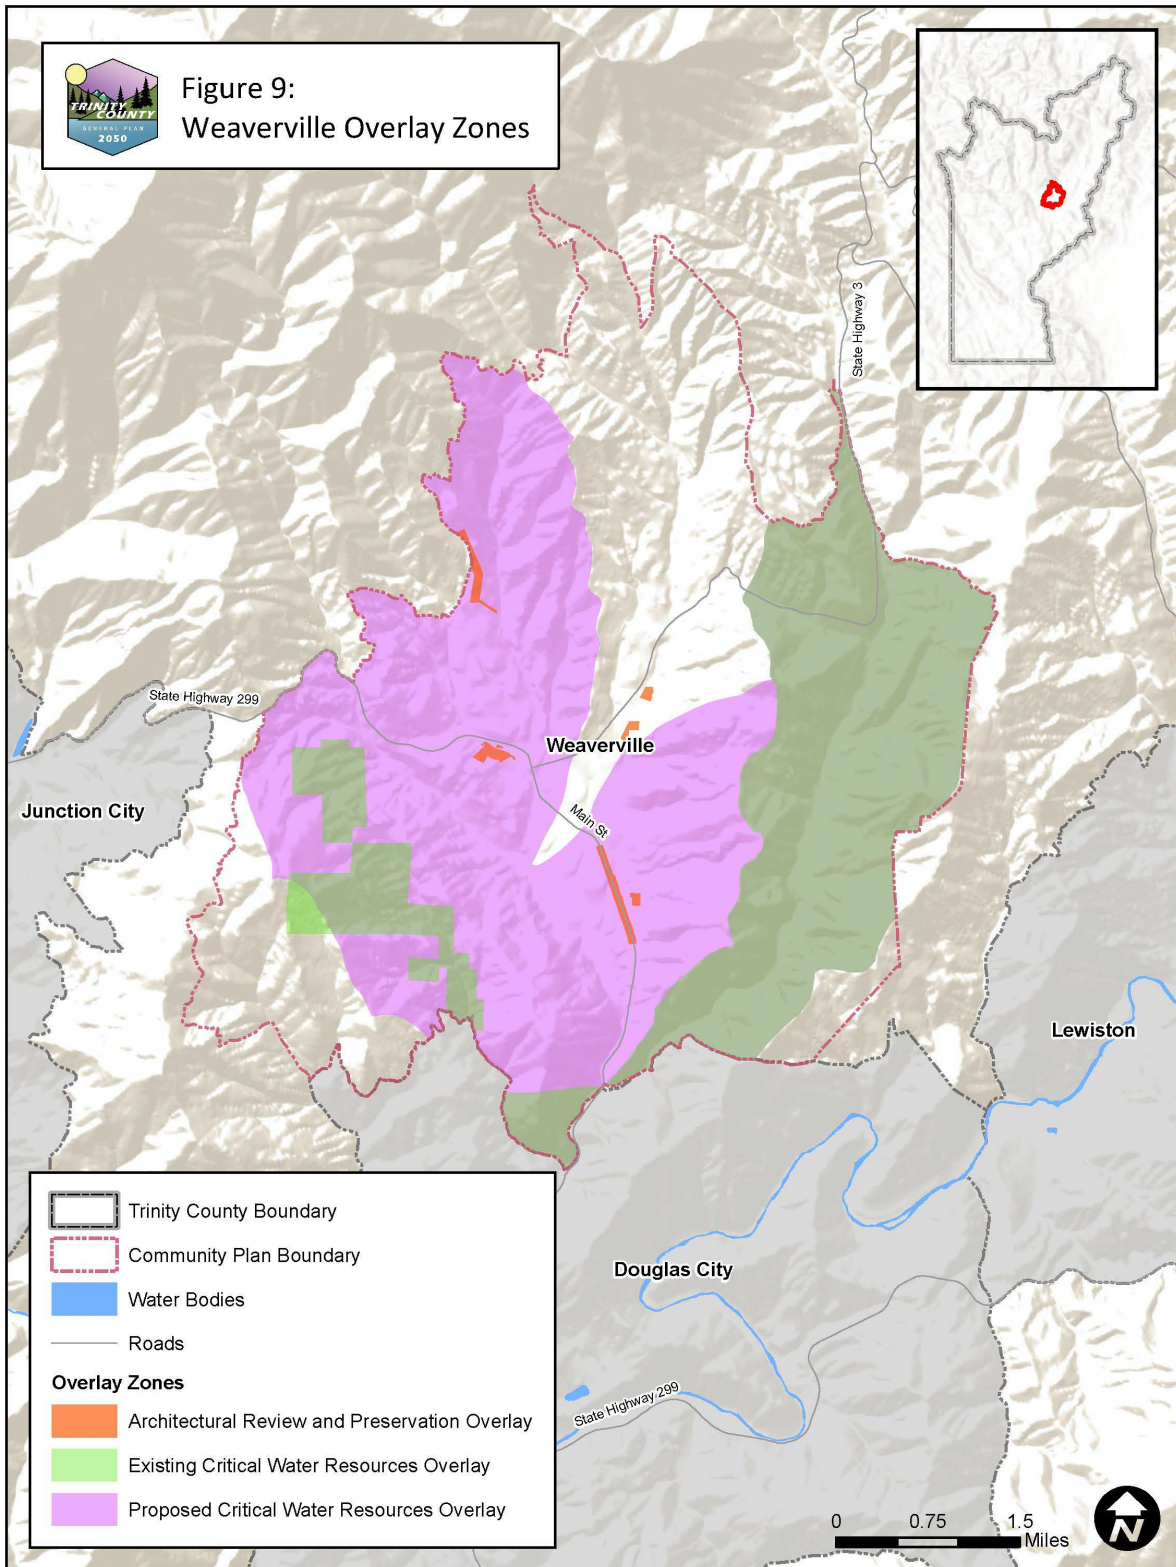 TRINITY
COUNTY
GENERAL PLAN
2050
Figure 9:
Weaverville Overlay Zones
State Highway 3
State Highway 299
Weaverville
Junction City
Main St
Lewiston
Douglas City
State Highway 299
Trinity County Boundary
Community Plan Boundary
Water Bodies
Roads
Overlay Zones
Architectural Review and Preservation Overlay
Existing Critical Water Resources Overlay
Proposed Critical Water Resources Overlay
0 0.75 1.5
Miles
N